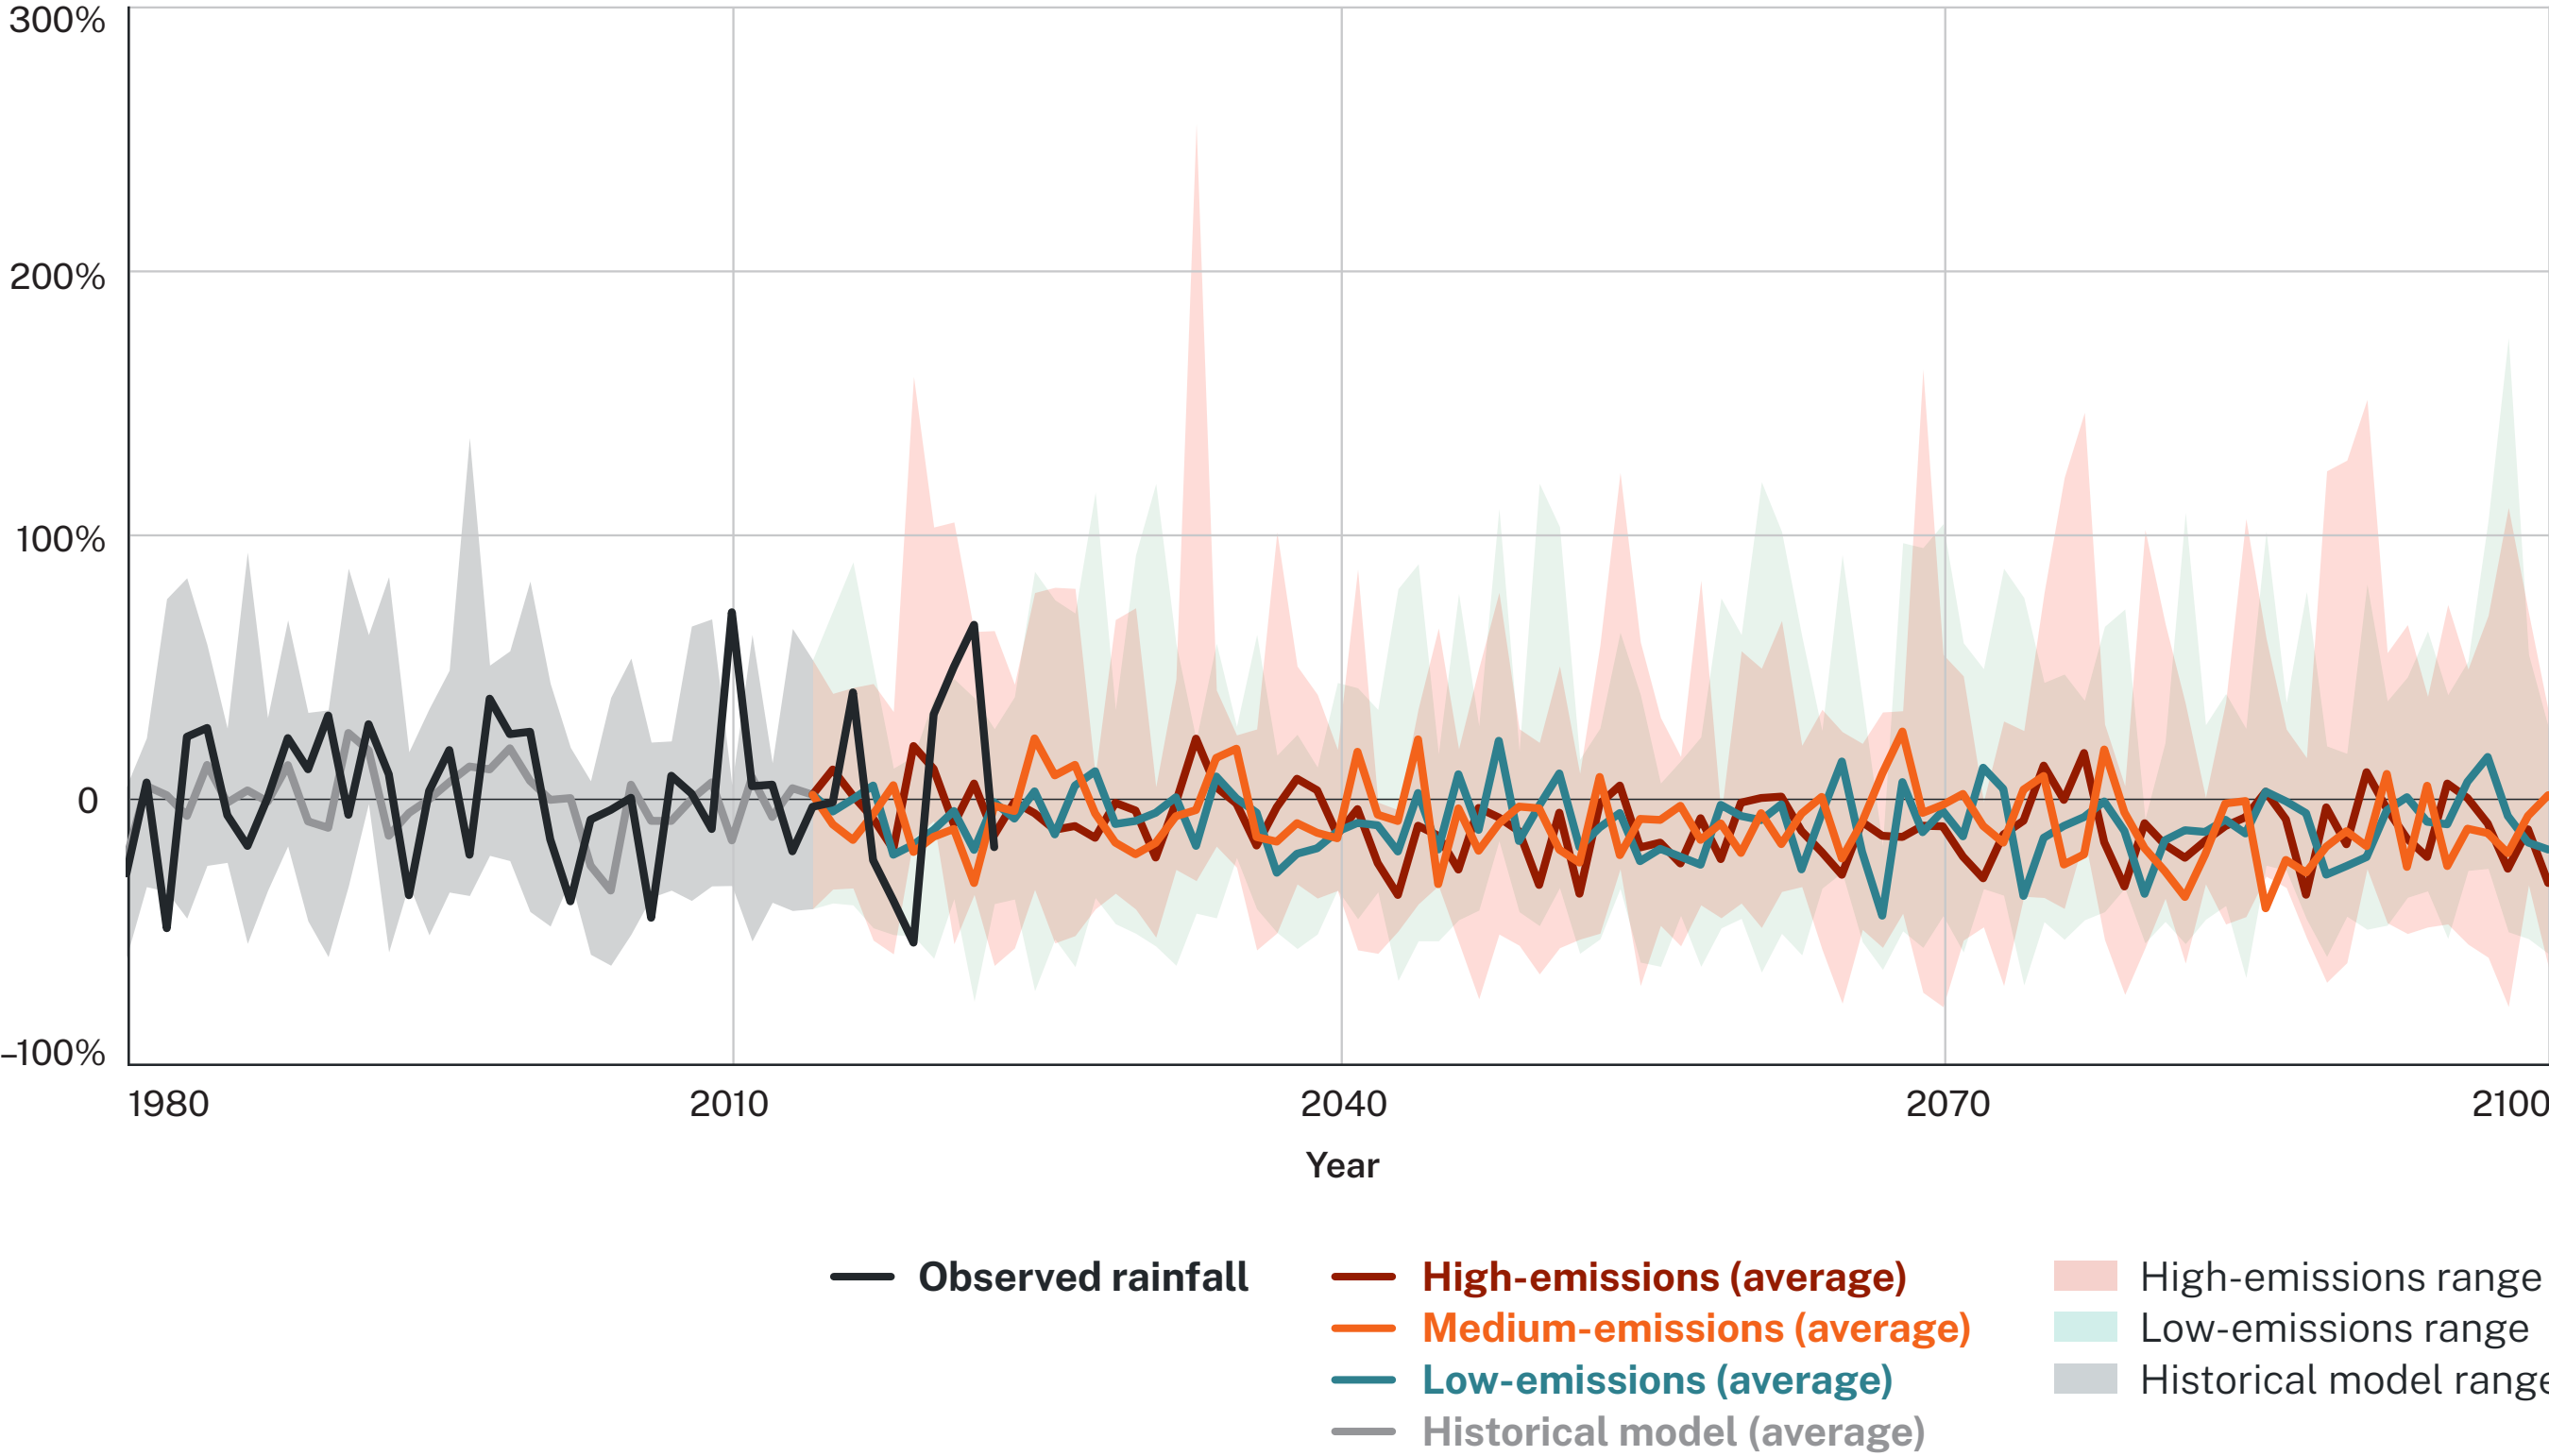 300%
200%
100%
0
–100%
1980 2010 2040 2070 2100
Year
Observed rainfall
High-emissions (average)
Medium-emissions (average)
Low-emissions (average)
Historical model (average)
High-emissions range
Low-emissions range
Historical model range